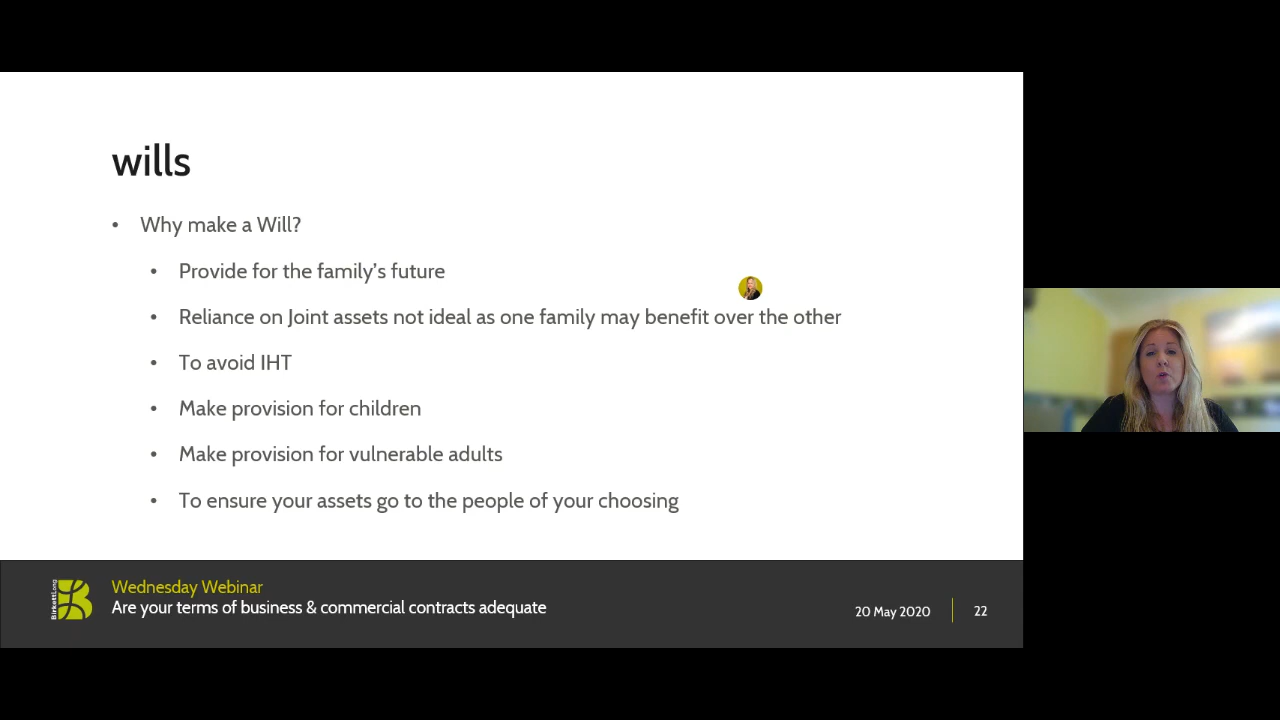 wills
• Why make a Will?
• Provide for the family's future
• Reliance on Joint assets not ideal as one family may benefit over the other
• To avoid IHT
• Make provision for children
• Make provision for vulnerable adults
• To ensure your assets go to the people of your choosing
BirkettLong
Wednesday Webinar
Are your terms of business & commercial contracts adequate
20 May 2020
22